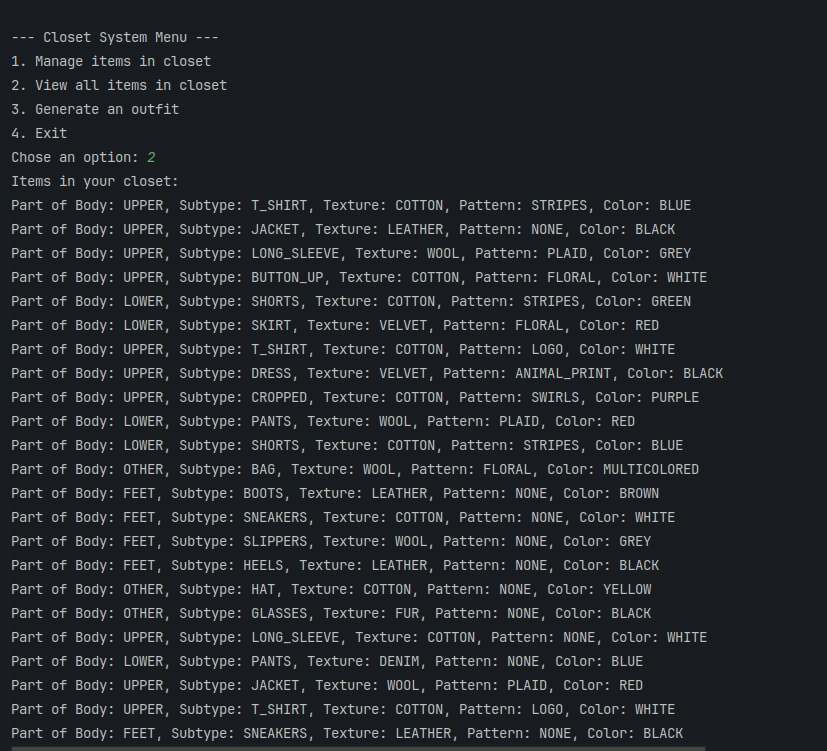 --- Closet System Menu ---
1. Manage items in closet
2. View all items in closet
3. Generate an outfit
4. Exit
Chose an option: 2
Items in your closet:
Part of Body: UPPER, Subtype: T_SHIRT, Texture: COTTON, Pattern: STRIPES, Color: BLUE
Part of Body: UPPER, Subtype: JACKET, Texture: LEATHER, Pattern: NONE, Color: BLACK
Part of Body: UPPER, Subtype: LONG_SLEEVE, Texture: WOOL, Pattern: PLAID, Color: GREY
Part of Body: UPPER, Subtype: BUTTON_UP, Texture: COTTON, Pattern: FLORAL, Color: WHITE
Part of Body: LOWER, Subtype: SHORTS, Texture: COTTON, Pattern: STRIPES, Color: GREEN
Part of Body: LOWER, Subtype: SKIRT, Texture: VELVET, Pattern: FLORAL, Color: RED
Part of Body: UPPER, Subtype: T_SHIRT, Texture: COTTON, Pattern: LOGO, Color: WHITE
Part of Body: UPPER, Subtype: DRESS, Texture: VELVET, Pattern: ANIMAL_PRINT, Color: BLACK
Part of Body: UPPER, Subtype: CROPPED, Texture: COTTON, Pattern: SWIRLS, Color: PURPLE
Part of Body: LOWER, Subtype: PANTS, Texture: WOOL, Pattern: PLAID, Color: RED
Part of Body: LOWER, Subtype: SHORTS, Texture: COTTON, Pattern: STRIPES, Color: BLUE
Part of Body: OTHER, Subtype: BAG, Texture: WOOL, Pattern: FLORAL, Color: MULTICOLORED
Part of Body: FEET, Subtype: BOOTS, Texture: LEATHER, Pattern: NONE, Color: BROWN
Part of Body: FEET, Subtype: SNEAKERS, Texture: COTTON, Pattern: NONE, Color: WHITE
Part of Body: FEET, Subtype: SLIPPERS, Texture: WOOL, Pattern: NONE, Color: GREY
Part of Body: FEET, Subtype: HEELS, Texture: LEATHER, Pattern: NONE, Color: BLACK
Part of Body: OTHER, Subtype: HAT, Texture: COTTON, Pattern: NONE, Color: YELLOW
Part of Body: OTHER, Subtype: GLASSES, Texture: FUR, Pattern: NONE, Color: BLACK
Part of Body: UPPER, Subtype: LONG_SLEEVE, Texture: COTTON, Pattern: NONE, Color: WHITE
Part of Body: LOWER, Subtype: PANTS, Texture: DENIM, Pattern: NONE, Color: BLUE
Part of Body: UPPER, Subtype: JACKET, Texture: WOOL, Pattern: PLAID, Color: RED
Part of Body: UPPER, Subtype: T_SHIRT, Texture: COTTON, Pattern: LOGO, Color: WHITE
Part of Body: FEET, Subtype: SNEAKERS, Texture: LEATHER, Pattern: NONE, Color: BLACK